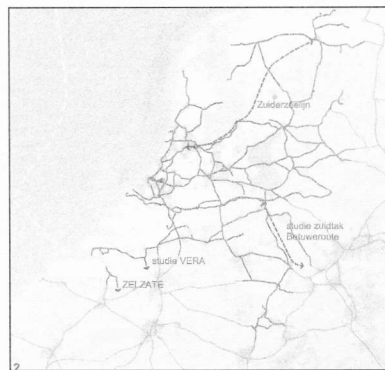 Zuiderzeelijn
studie zuidtak
Betuweroute
studie VERA
ZELZATE
2